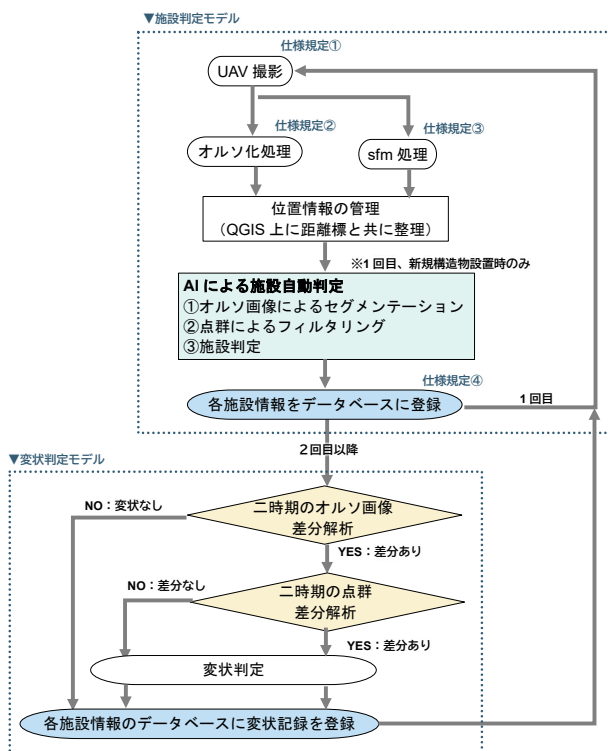 ▼施設判定モデル
仕様規定①
UAV 撮影
仕様規定②
仕様規定③
オルソ化処理
sfm 処理
位置情報の管理
（QGIS 上に距離標と共に整理）
※1 回目、新規構造物設置時のみ
AI による施設自動判定
①オルソ画像によるセグメンテーション
②点群によるフィルタリング
③施設判定
仕様規定④
各施設情報をデータベースに登録
1 回目
２回目以降
▼変状判定モデル
二時期のオルソ画像
差分解析
NO：変状なし
YES：差分あり
NO：差分なし
二時期の点群
差分解析
YES：差分あり
変状判定
各施設情報のデータベースに変状記録を登録